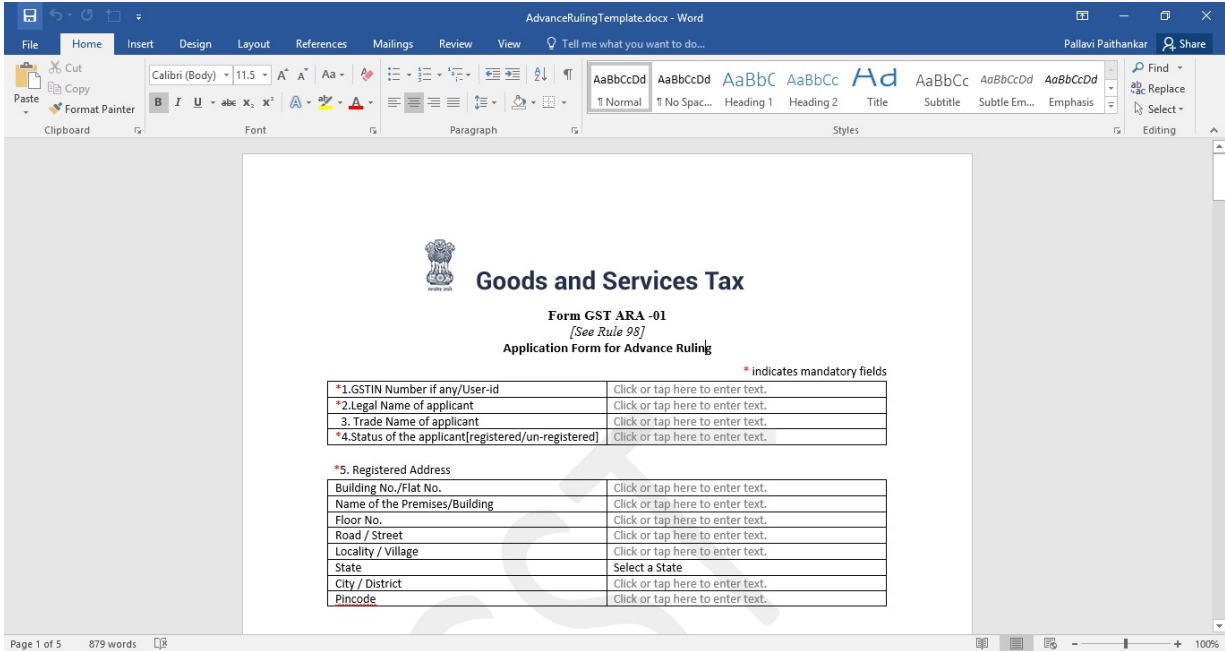 AdvanceRulingTemplate.docx - Word
File Home Insert Design Layout References Mailings Review View Tell me what you want to do... Pallavi Paithankar Share
Paste
Cut
Copy
Format Painter
Clipboard
Calibri (Body) 11.5 A A Aa
B I U abc X₂ X² A aby A
Font
Paragraph
AaBbCcDd AaBbCcDd AaBbC AaBbCc Ad AaBbCc AaBbCcDd AaBbCcDd
¶ Normal ¶ No Spac... Heading 1 Heading 2 Title Subtitle Subtle Em... Emphasis
Styles
Find
Replace
Select
Editing
Goods and Services Tax
Form GST ARA -01
[See Rule 98]
Application Form for Advance Ruling
* indicates mandatory fields
*1.GSTIN Number if any/User-id Click or tap here to enter text.
*2.Legal Name of applicant Click or tap here to enter text.
3. Trade Name of applicant Click or tap here to enter text.
*4.Status of the applicant[registered/un-registered] Click or tap here to enter text.
*5. Registered Address
Building No./Flat No. Click or tap here to enter text.
Name of the Premises/Building Click or tap here to enter text.
Floor No. Click or tap here to enter text.
Road / Street Click or tap here to enter text.
Locality / Village Click or tap here to enter text.
State Select a State
City / District Click or tap here to enter text.
Pincode Click or tap here to enter text.
Page 1 of 5 879 words 100%